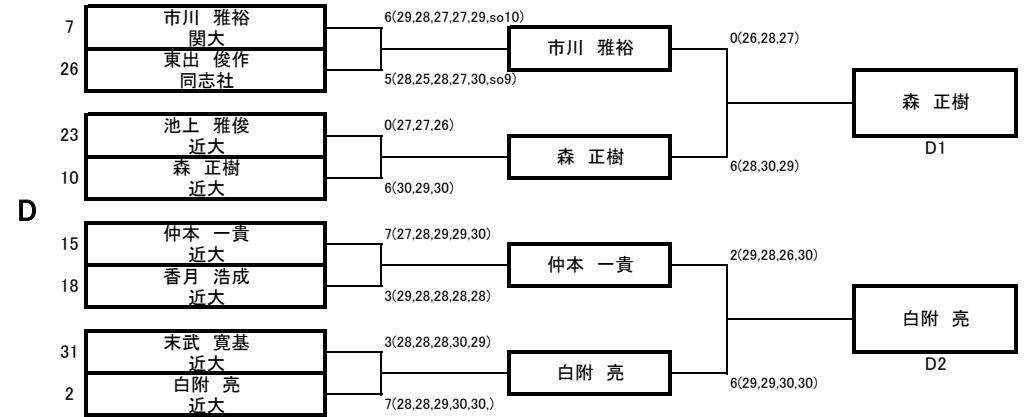 D
7
市川 雅裕
関大
6(29,28,27,27,29,so10)
26
東出 俊作
同志社
5(28,25,28,27,30,so9)
市川 雅裕
0(26,28,27)
23
池上 雅俊
近大
0(27,27,26)
10
森 正樹
近大
6(30,29,30)
森 正樹
6(28,30,29)
森 正樹
D1
15
仲本 一貴
近大
7(27,28,29,29,30)
18
香月 浩成
近大
3(29,28,28,28,28)
仲本 一貴
2(29,28,26,30)
31
末武 寛基
近大
3(28,28,28,30,29)
2
白附 亮
近大
7(28,28,29,30,30,)
白附 亮
6(29,29,30,30)
白附 亮
D2